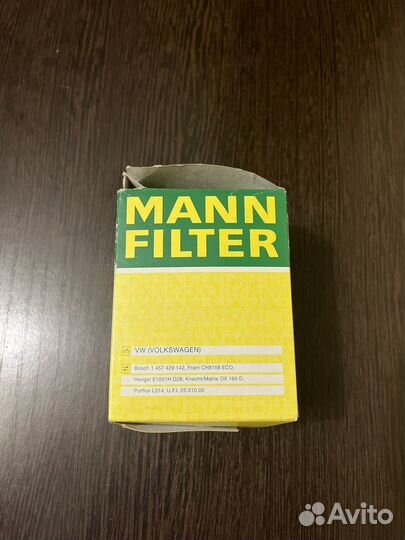 MANN
FILTER
VW (VOLKSWAGEN)
Bosch 1 457 429 142, Fram CH8158 ECO,
Hengst E1001H D28, Knecht/Mahle OX 160 D,
Purflux L314, U.F.I. 25.010.00
Avito